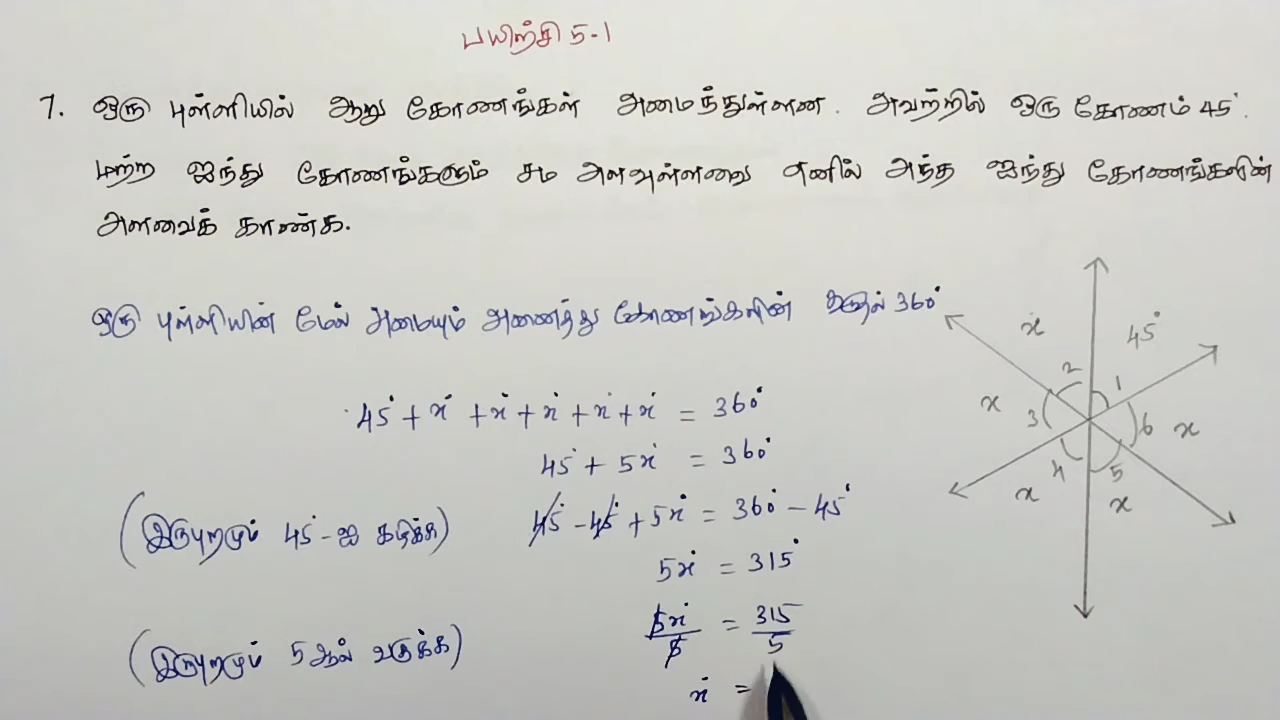 பயிற்சி 5-1
7. ஒரு புள்ளியில் ஆறு கோணங்கள் அமைந்துள்ளன. அவற்றில் ஒரு கோணம் 45°.
மற்ற ஐந்து கோணங்களும் சம அளவுள்ளவை எனில் அந்த ஐந்து கோணங்களின்
அளவைக் காண்க.
ஒரு புள்ளியின் மேல் அமையும் அனைத்து கோணங்களின் கூடுதல் 360°
45° + x° + x° + x° + x° + x° = 360°
45° + 5x° = 360°
(இருபுறமும் 45°-ஐ கழிக்க) 45° - 45° + 5x° = 360° - 45°
5x° = 315°
(இருபுறமும் 5ஆல் வகுக்க) 5x°/5 = 315/5
x° =
x 45°
2 1
x 3 6 x
4 5
x x